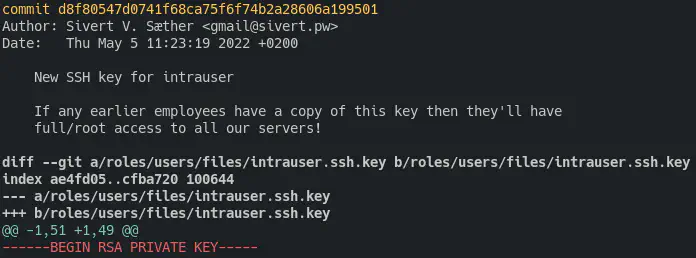 commit d8f80547d0741f68ca75f6f74b2a28606a199501
Author: Sivert V. Sæther <gmail@sivert.pw>
Date:   Thu May 5 11:23:19 2022 +0200
New SSH key for intrauser
If any earlier employees have a copy of this key then they'll have
full/root access to all our servers!
diff --git a/roles/users/files/intrauser.ssh.key b/roles/users/files/intrauser.ssh.key
index ae4fd05..cfba720 100644
--- a/roles/users/files/intrauser.ssh.key
+++ b/roles/users/files/intrauser.ssh.key
@@ -1,51 +1,49 @@
------BEGIN RSA PRIVATE KEY-----